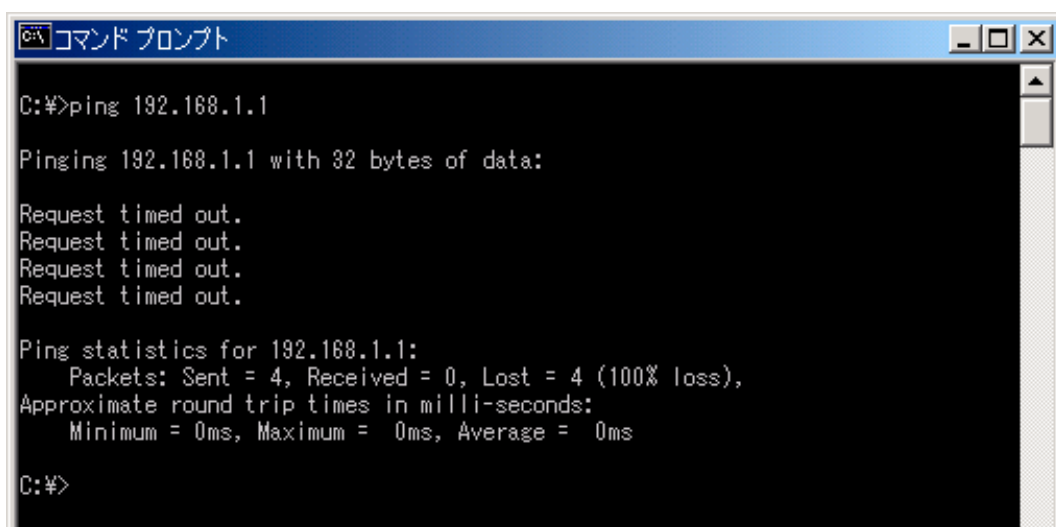 コマンド プロンプト
C:¥>ping 192.168.1.1
Pinging 192.168.1.1 with 32 bytes of data:
Request timed out.
Request timed out.
Request timed out.
Request timed out.
Ping statistics for 192.168.1.1:
    Packets: Sent = 4, Received = 0, Lost = 4 (100% loss),
Approximate round trip times in milli-seconds:
    Minimum = 0ms, Maximum =  0ms, Average =  0ms
C:¥>